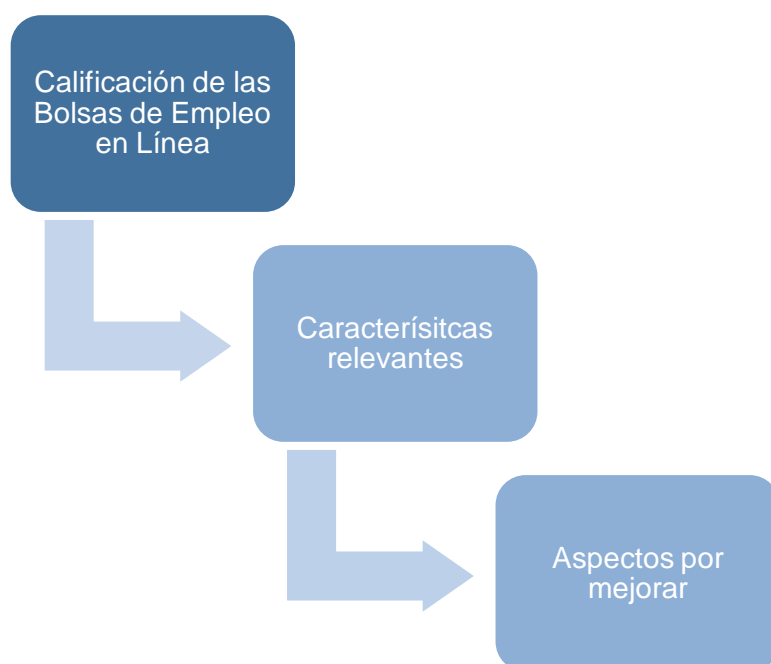 Calificación de las
Bolsas de Empleo
en Línea
Caracterísitcas
relevantes
Aspectos por
mejorar